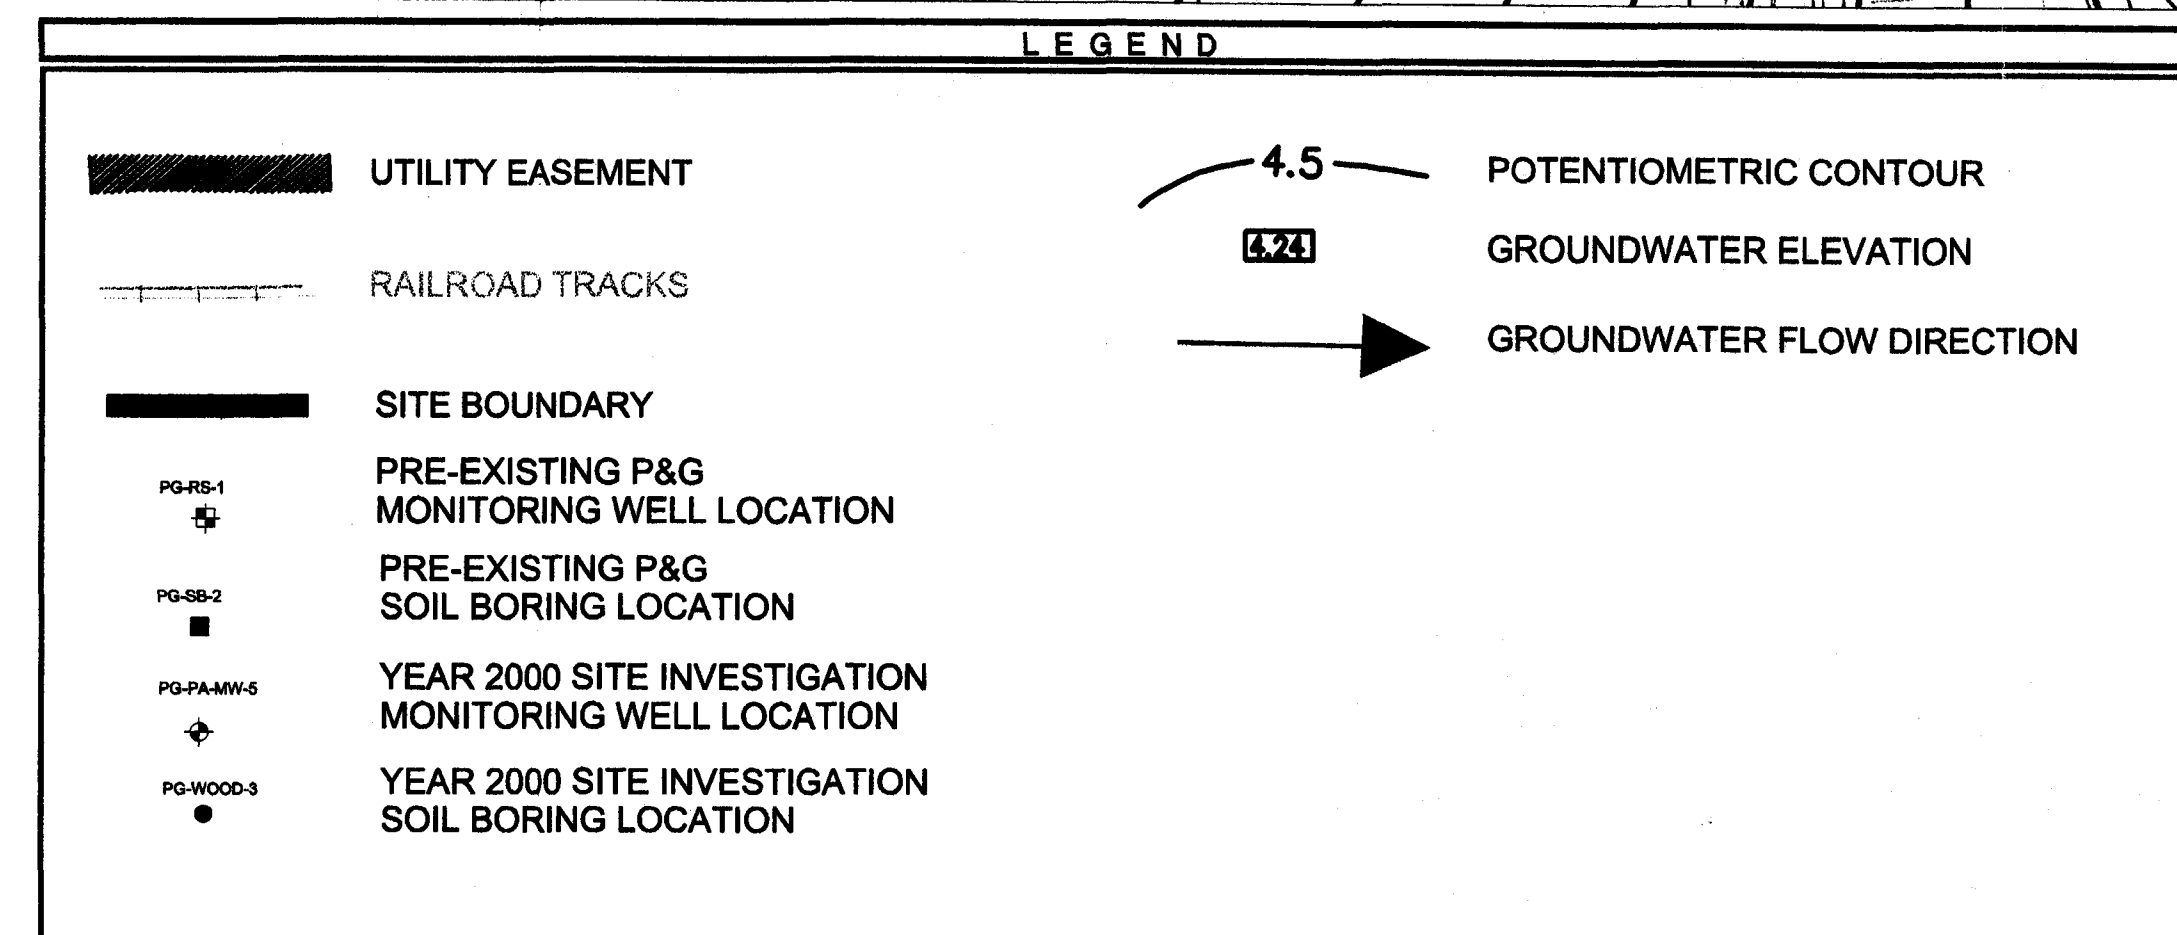 LEGEND
UTILITY EASEMENT
RAILROAD TRACKS
SITE BOUNDARY
PG-RS-1
PRE-EXISTING P&G
MONITORING WELL LOCATION
PG-SB-2
PRE-EXISTING P&G
SOIL BORING LOCATION
PG-PA-MW-5
YEAR 2000 SITE INVESTIGATION
MONITORING WELL LOCATION
PG-WOOD-3
YEAR 2000 SITE INVESTIGATION
SOIL BORING LOCATION
4.5 POTENTIOMETRIC CONTOUR
4.24 GROUNDWATER ELEVATION
GROUNDWATER FLOW DIRECTION